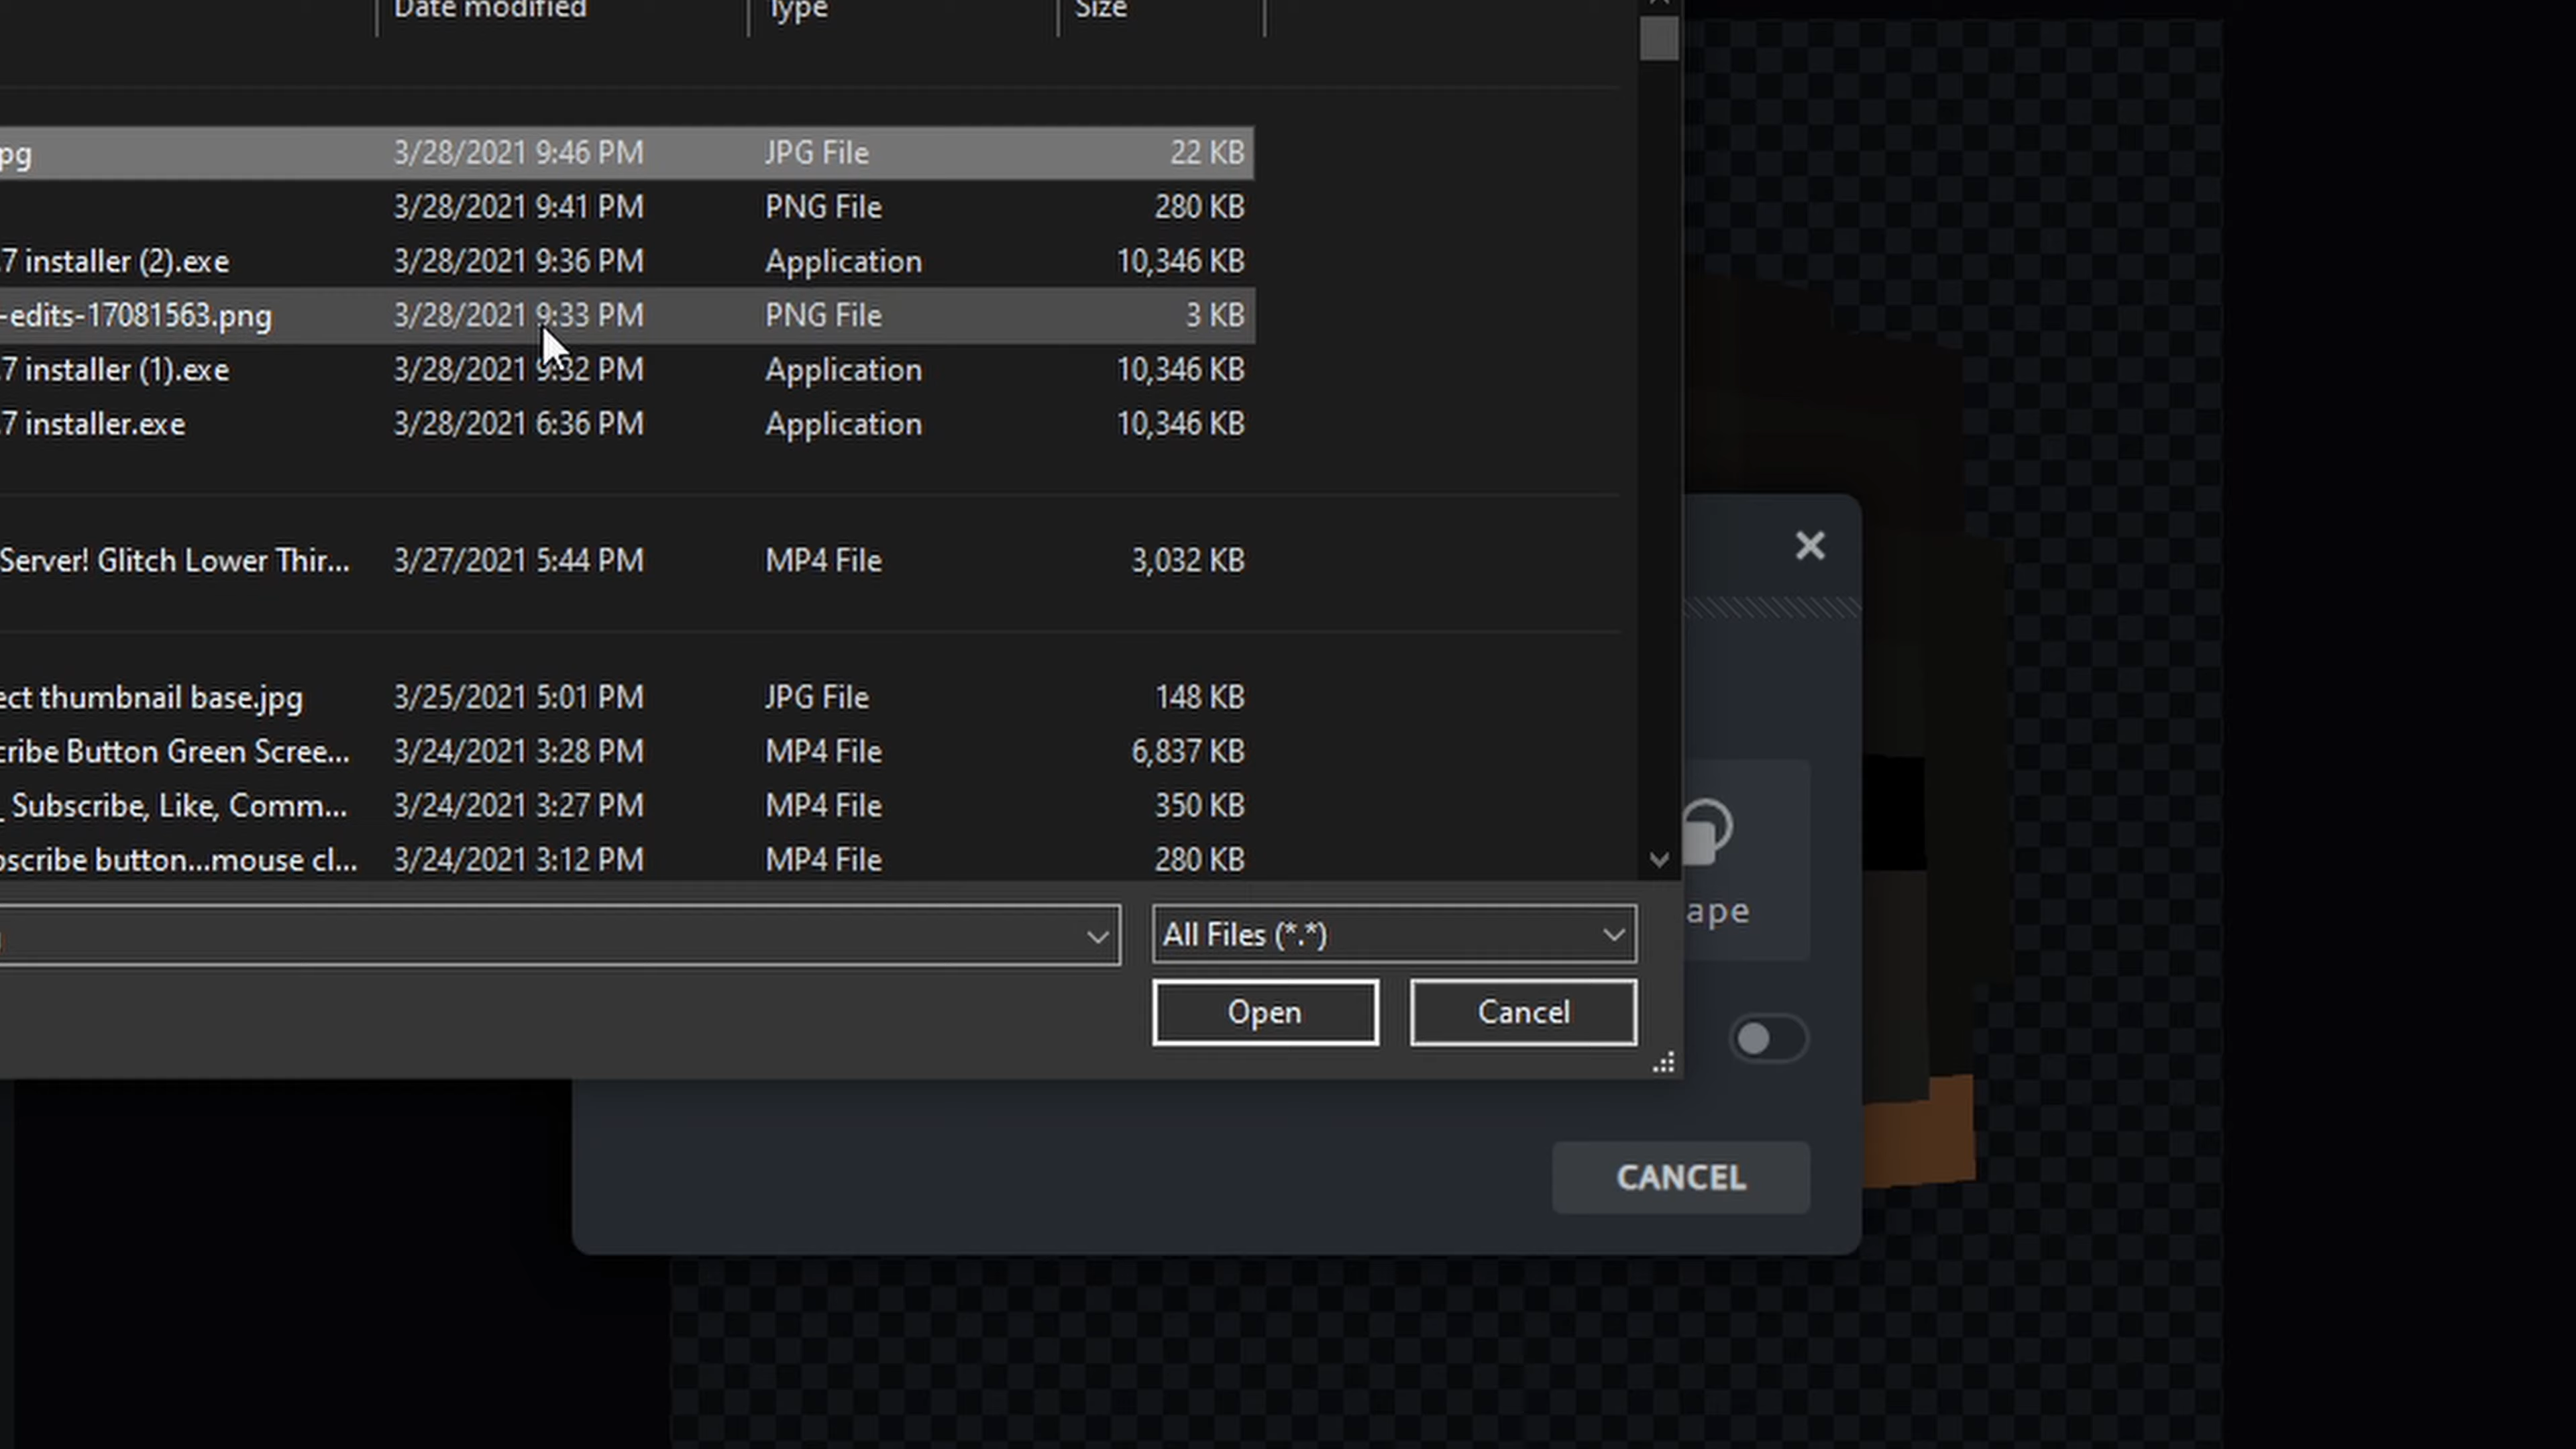 Date modified Type Size
pg 3/28/2021 9:46 PM JPG File 22 KB
3/28/2021 9:41 PM PNG File 280 KB
7 installer (2).exe 3/28/2021 9:36 PM Application 10,346 KB
-edits-17081563.png 3/28/2021 9:33 PM PNG File 3 KB
7 installer (1).exe 3/28/2021 9:32 PM Application 10,346 KB
7 installer.exe 3/28/2021 6:36 PM Application 10,346 KB
Server! Glitch Lower Thir... 3/27/2021 5:44 PM MP4 File 3,032 KB
ect thumbnail base.jpg 3/25/2021 5:01 PM JPG File 148 KB
cribe Button Green Scree... 3/24/2021 3:28 PM MP4 File 6,837 KB
_ Subscribe, Like, Comm... 3/24/2021 3:27 PM MP4 File 350 KB
bscribe button...mouse cl... 3/24/2021 3:12 PM MP4 File 280 KB
ape
All Files (*.*)
Open Cancel
CANCEL